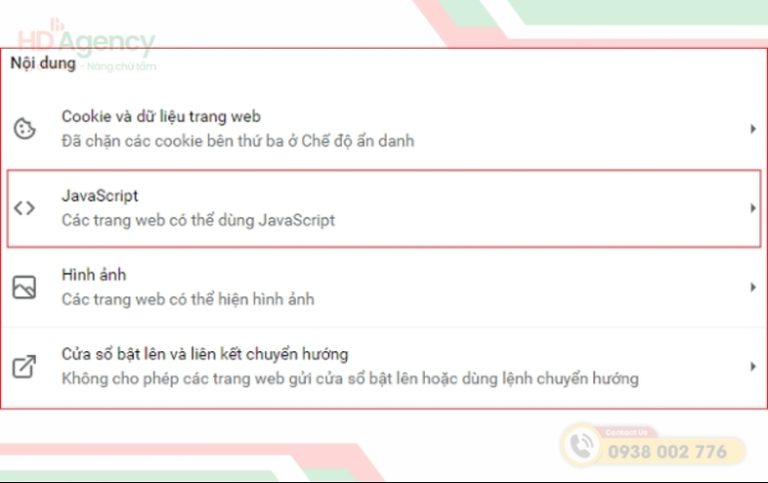 HD Agency
- Nâng chữ tâm
Nội dung
Cookie và dữ liệu trang web
Đã chặn các cookie bên thứ ba ở Chế độ ẩn danh
JavaScript
Các trang web có thể dùng JavaScript
Hình ảnh
Các trang web có thể hiện hình ảnh
Cửa sổ bật lên và liên kết chuyển hướng
Không cho phép các trang web gửi cửa sổ bật lên hoặc dùng lệnh chuyển hướng
Contact Us
0938 002 776